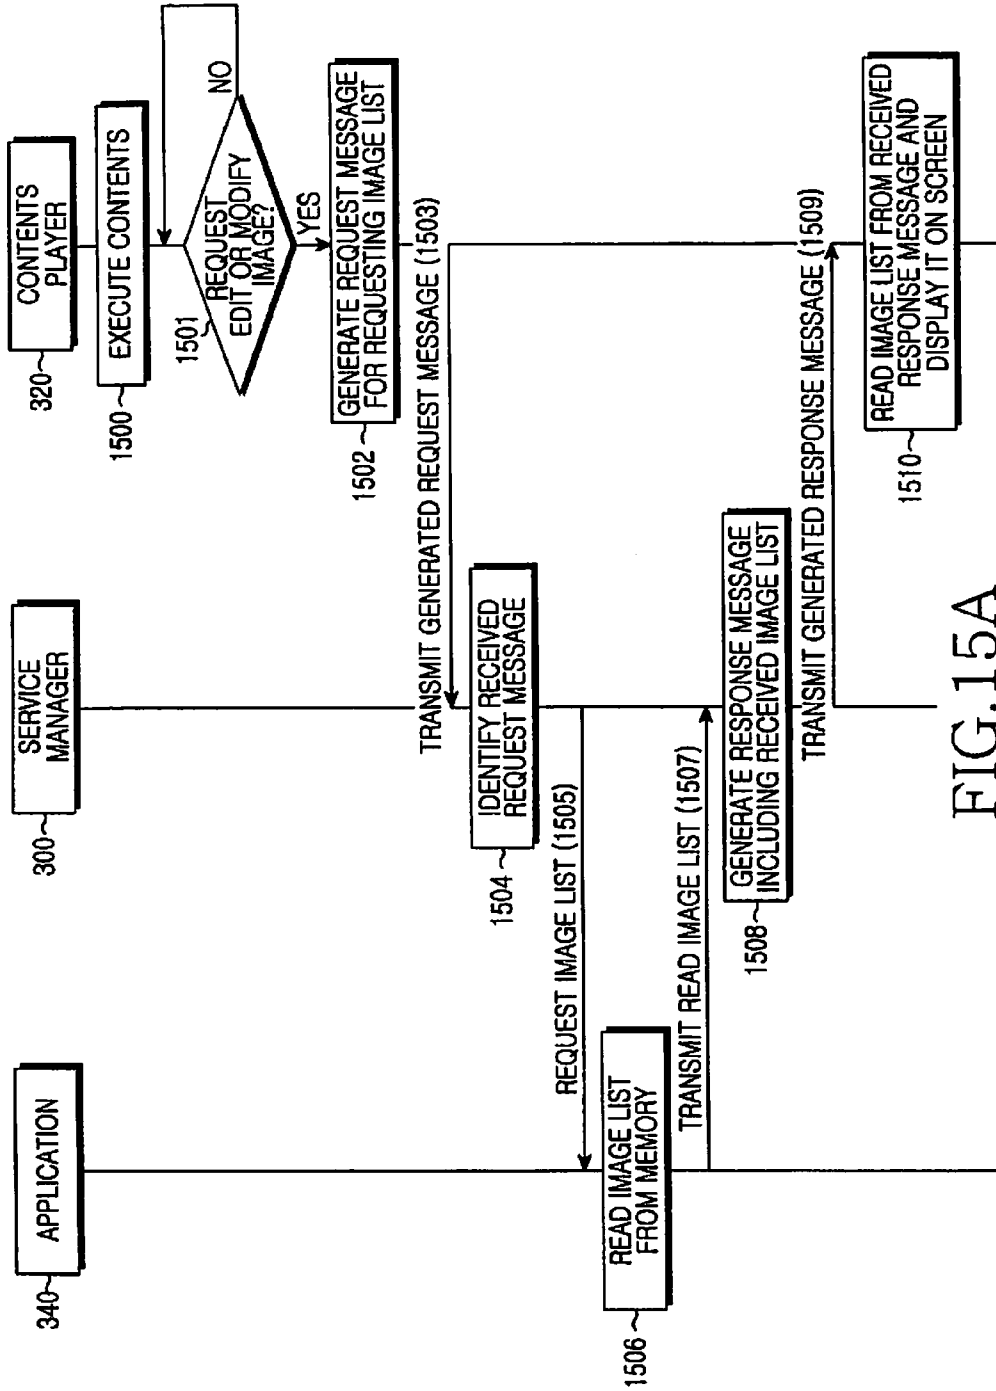 340
APPLICATION
300
SERVICE
MANAGER
320
CONTENTS
PLAYER
1500
EXECUTE CONTENTS
1501
REQUEST
EDIT OR MODIFY
IMAGE?
NO
YES
1502
GENERATE REQUEST MESSAGE
FOR REQUESTING IMAGE LIST
TRANSMIT GENERATED REQUEST MESSAGE (1503)
1504
IDENTIFY RECEIVED
REQUEST MESSAGE
REQUEST IMAGE LIST (1505)
1506
READ IMAGE LIST
FROM MEMORY
TRANSMIT READ IMAGE LIST (1507)
1508
GENERATE RESPONSE MESSAGE
INCLUDING RECEIVED IMAGE LIST
TRANSMIT GENERATED RESPONSE MESSAGE (1509)
1510
READ IMAGE LIST FROM RECEIVED
RESPONSE MESSAGE AND
DISPLAY IT ON SCREEN
FIG.15A